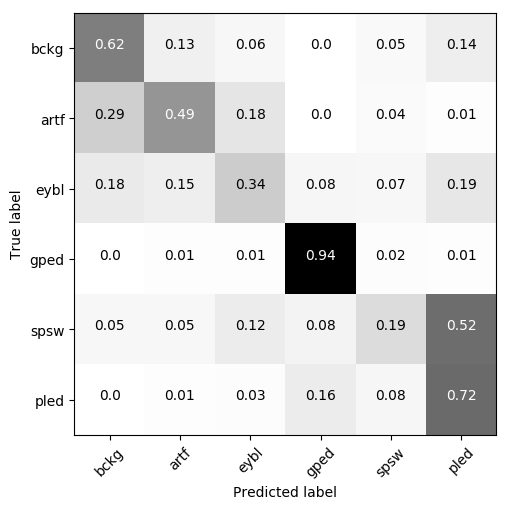 bckg 0.62 0.13 0.06 0.0 0.05 0.14
artf 0.29 0.49 0.18 0.0 0.04 0.01
eybl 0.18 0.15 0.34 0.08 0.07 0.19
True label
gped 0.0 0.01 0.01 0.94 0.02 0.01
spsw 0.05 0.05 0.12 0.08 0.19 0.52
pled 0.0 0.01 0.03 0.16 0.08 0.72
bckg artf eybl gped spsw pled
Predicted label